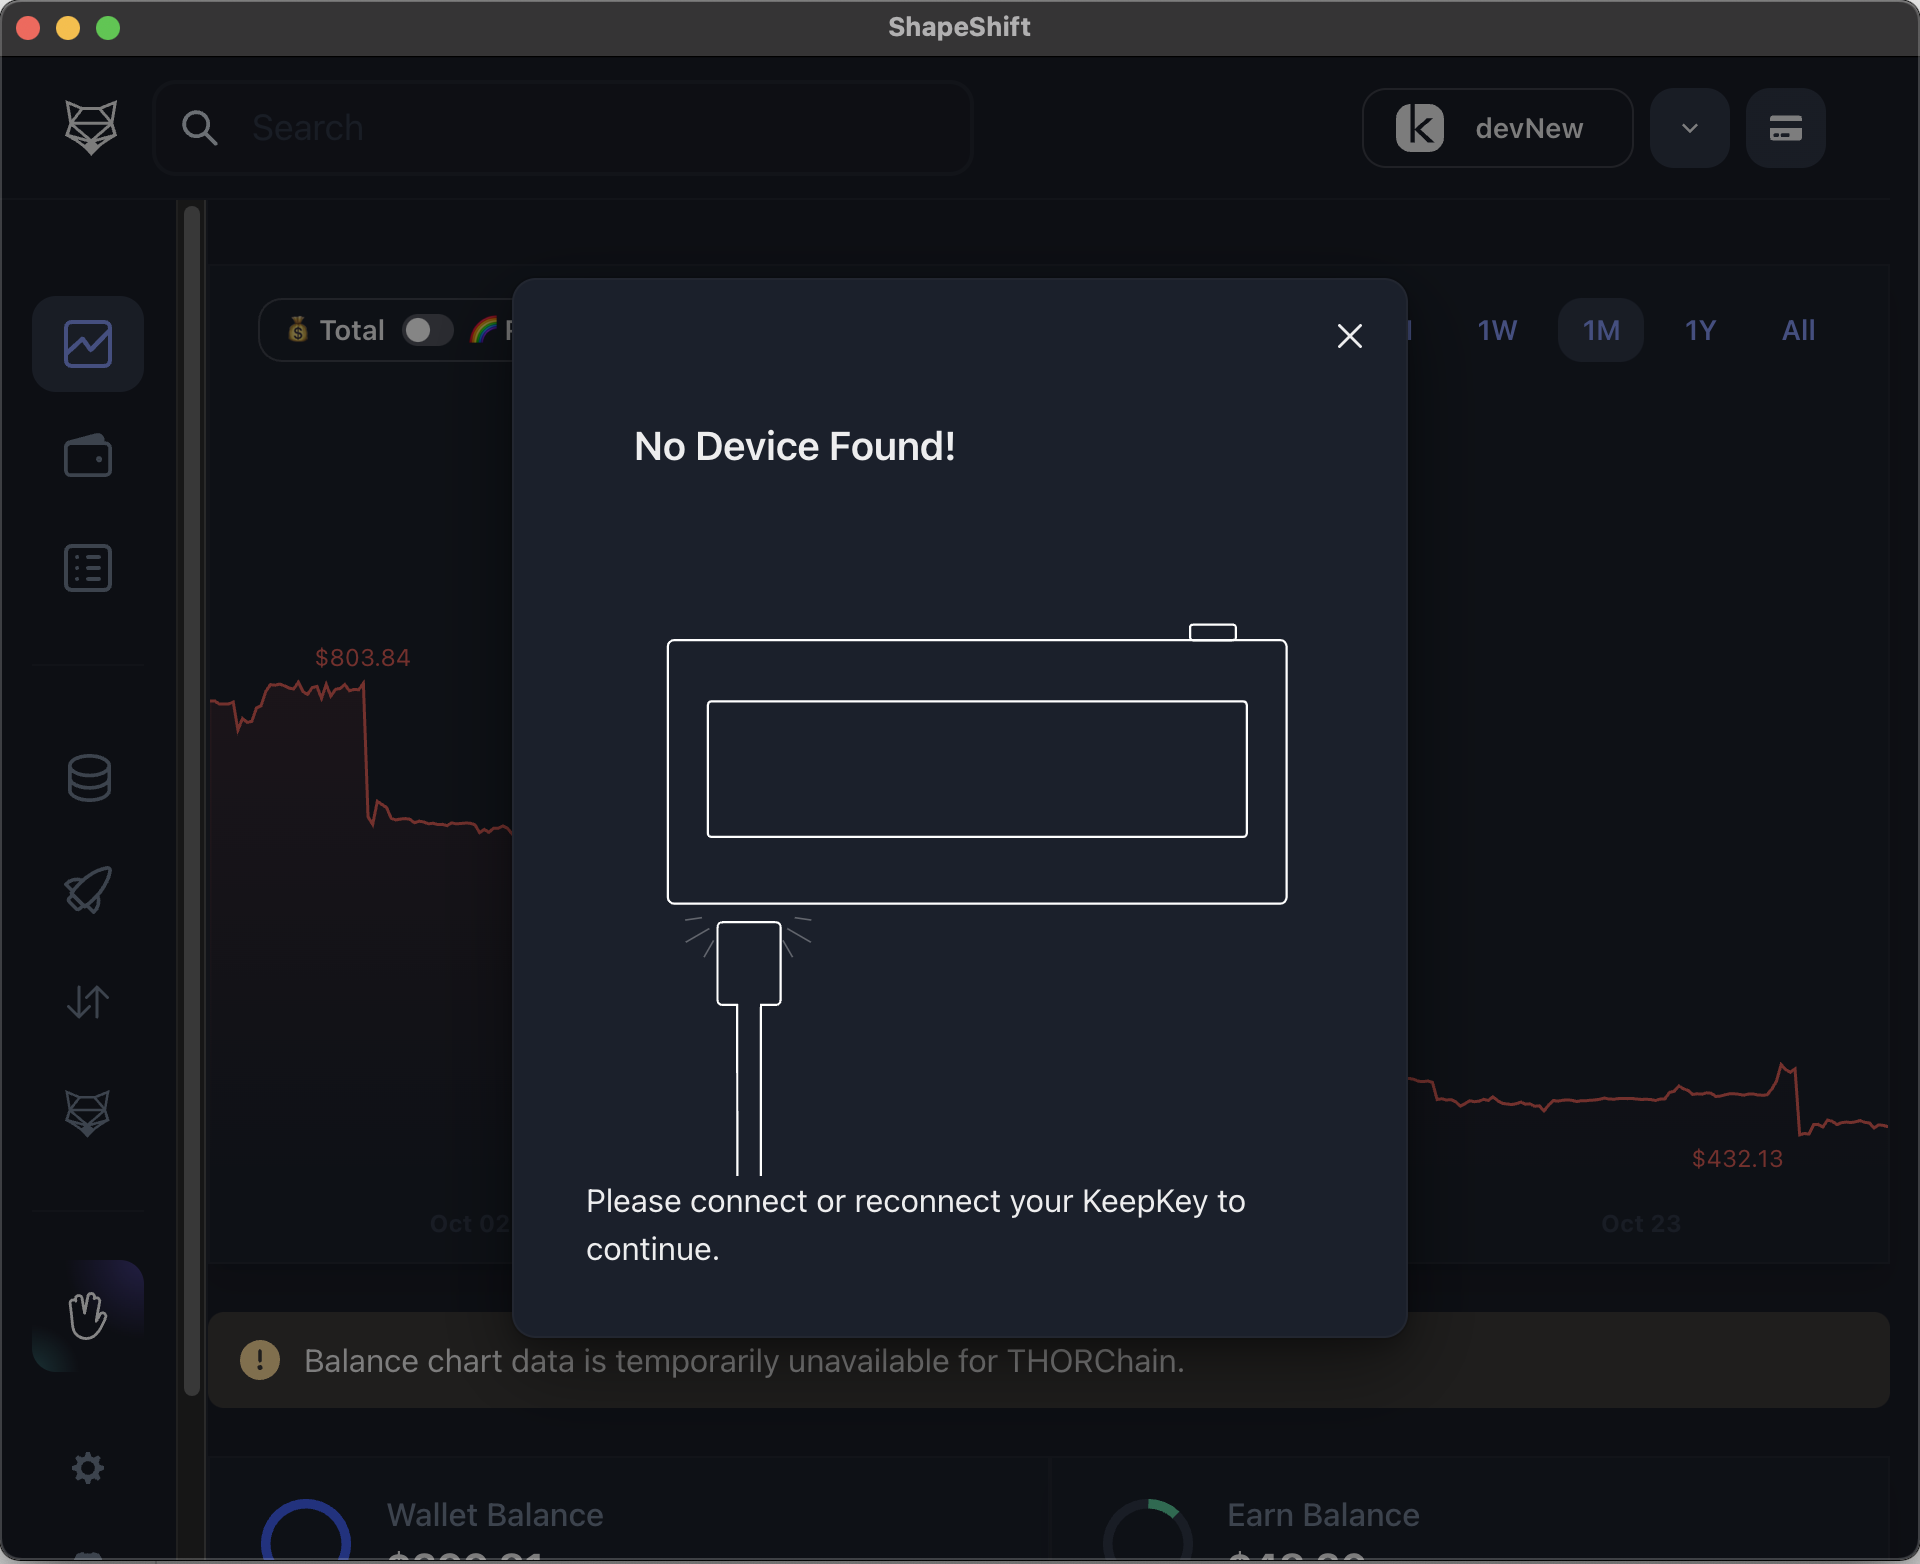 ShapeShift
Search
devNew
Total
1W
1M
1Y
All
No Device Found!
$803.84
$432.13
Oct 02
Oct 23
Please connect or reconnect your KeepKey to
continue.
Balance chart data is temporarily unavailable for THORChain.
Wallet Balance
Earn Balance